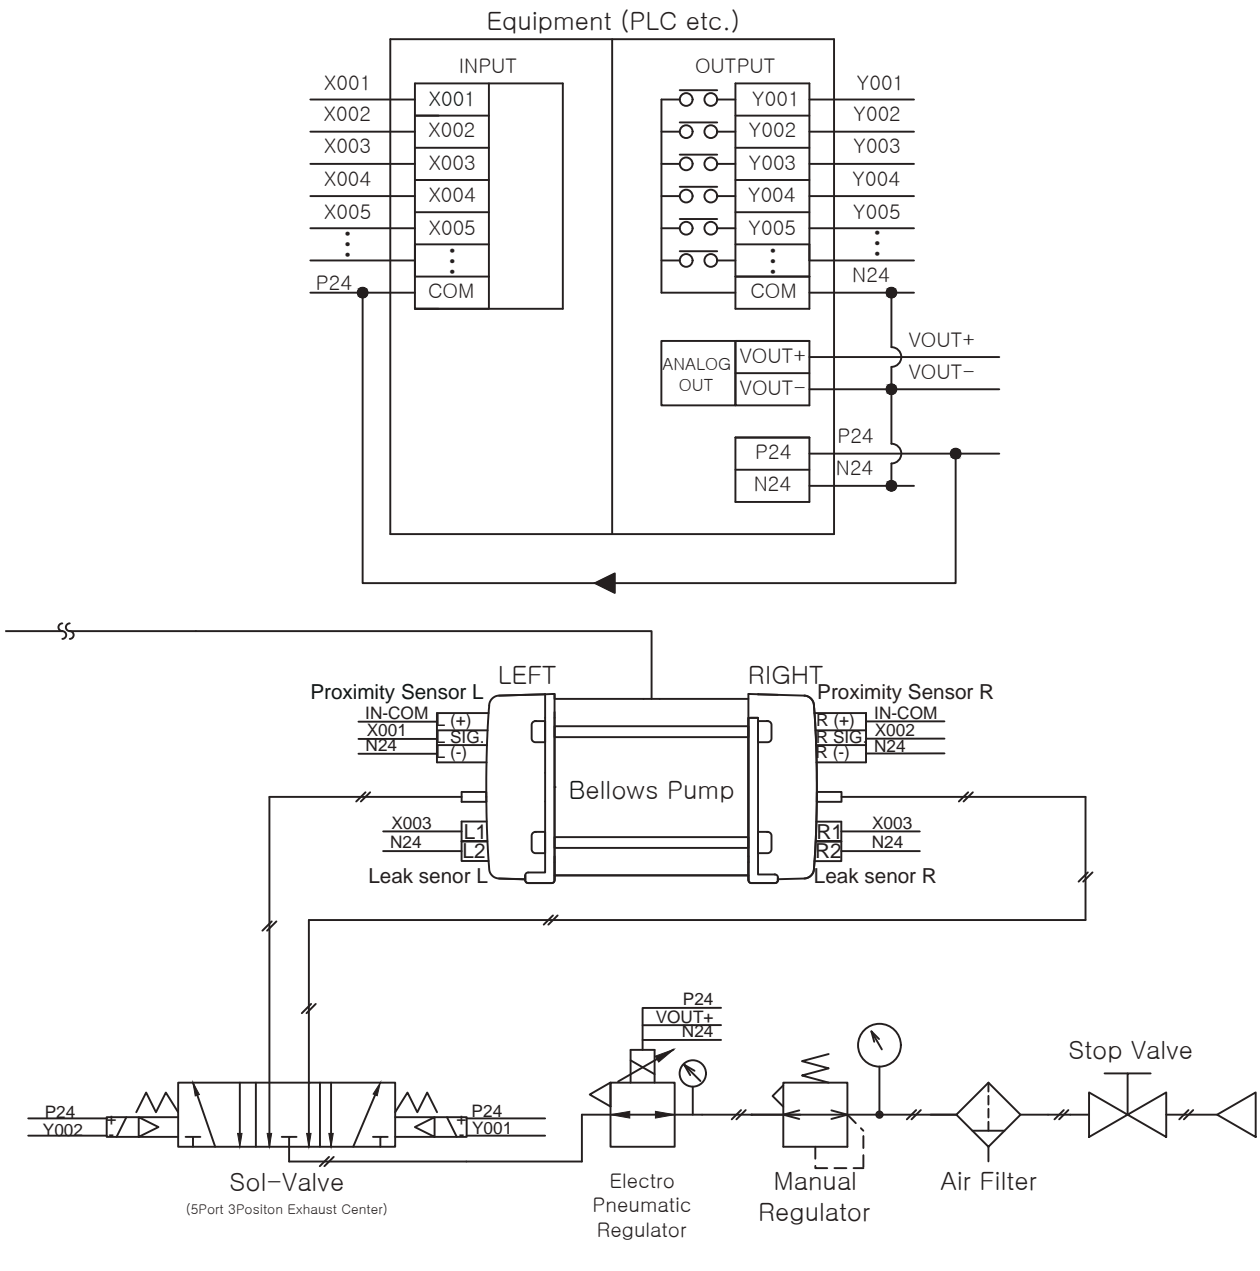 Equipment (PLC etc.)
INPUT
OUTPUT
X001
X001
Y001
Y001
X002
X002
Y002
Y002
X003
X003
Y003
Y003
X004
X004
Y004
Y004
X005
X005
Y005
Y005
P24
COM
COM
N24
ANALOG
OUT
VOUT+
VOUT-
VOUT+
VOUT-
P24
N24
P24
N24
LEFT
RIGHT
Proximity Sensor L
Proximity Sensor R
IN-COM
L (+)
X001
L SIG.
N24
L (-)
R (+)
IN-COM
R SIG.
X002
R (-)
N24
Bellows Pump
X003
L1
N24
L2
R1
X003
R2
N24
Leak senor L
Leak senor R
P24
VOUT+
N24
Stop Valve
P24
Y002
P24
Y001
Sol-Valve
(5Port 3Positon Exhaust Center)
Electro
Pneumatic
Regulator
Manual
Regulator
Air Filter